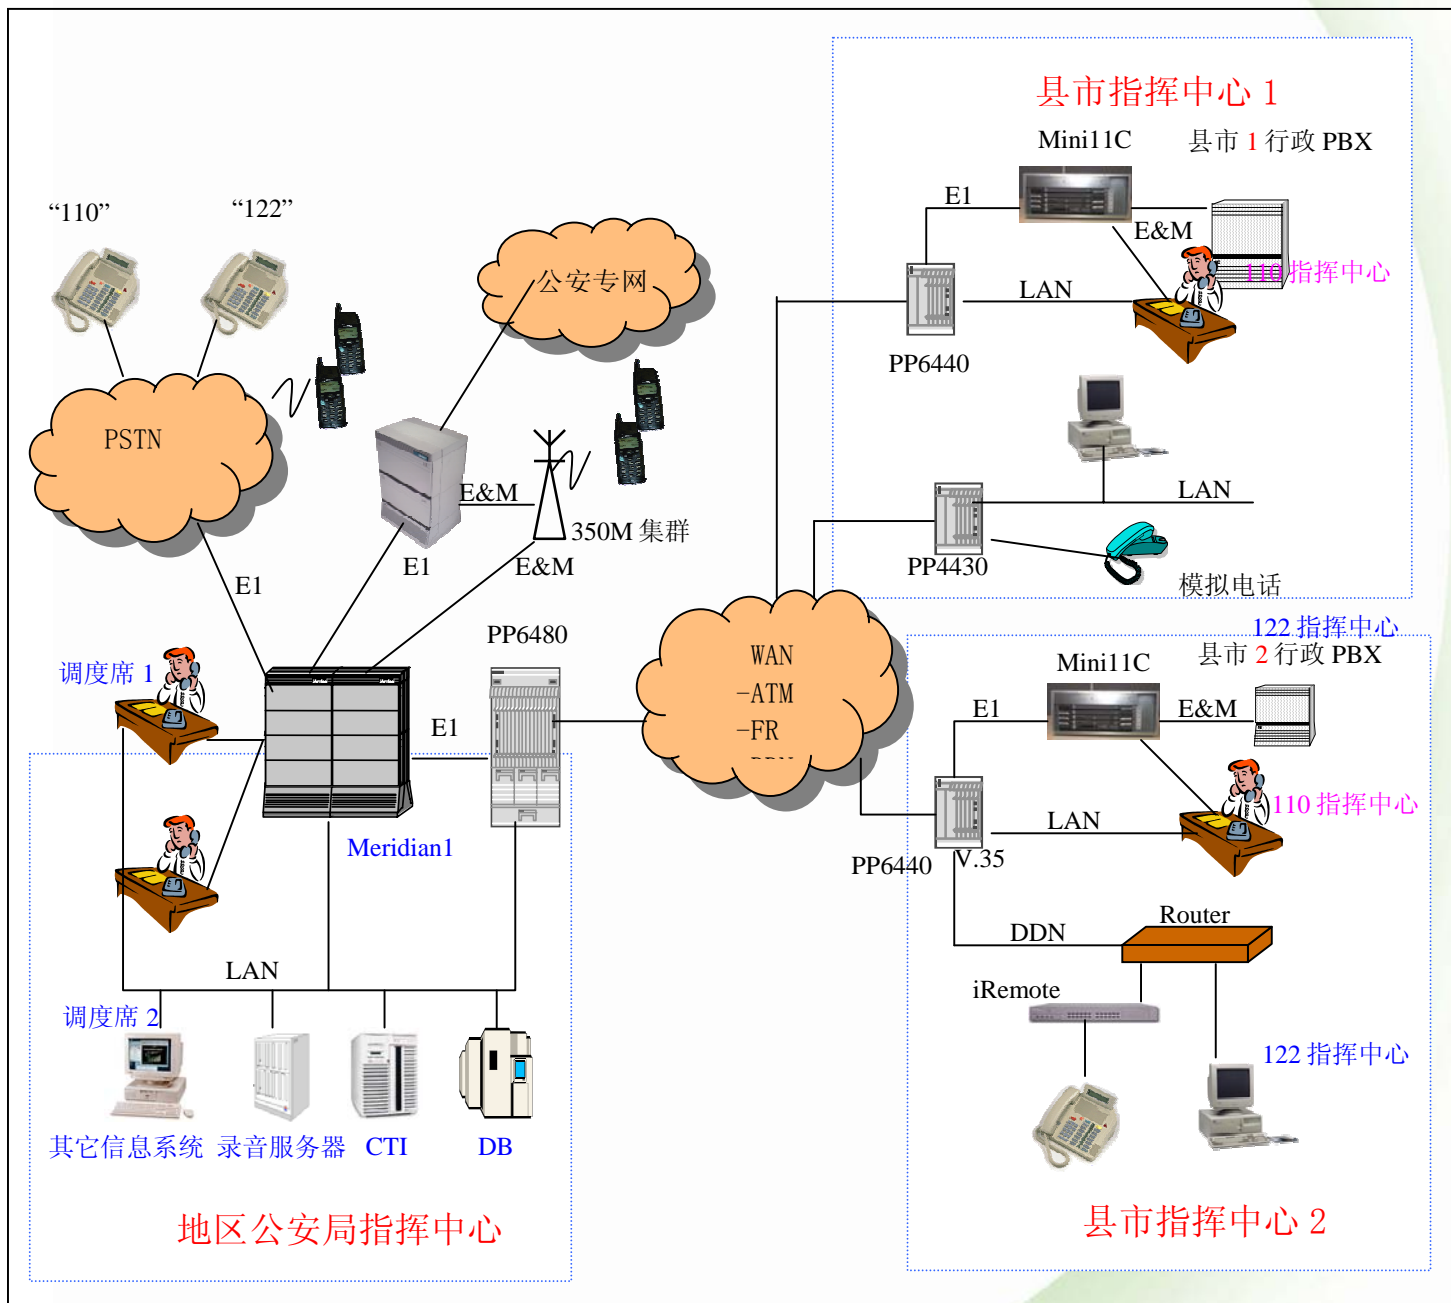 县市指挥中心 1
Mini11C
县市 1 行政 PBX
“110”
“122”
E1
E&M
公安专网
110 指挥中心
LAN
PP6440
PSTN
E&M
LAN
350M 集群
E1
E&M
PP4430
模拟电话
E1
122 指挥中心
PP6480
WAN
-ATM
-FR
县市 2 行政 PBX
Mini11C
调度席 1
E1
E1
E&M
110 指挥中心
LAN
Meridian1
PP6440
V.35
Router
DDN
LAN
iRemote
调度席 2
122 指挥中心
其它信息系统
录音服务器
CTI
DB
地区公安局指挥中心
县市指挥中心 2